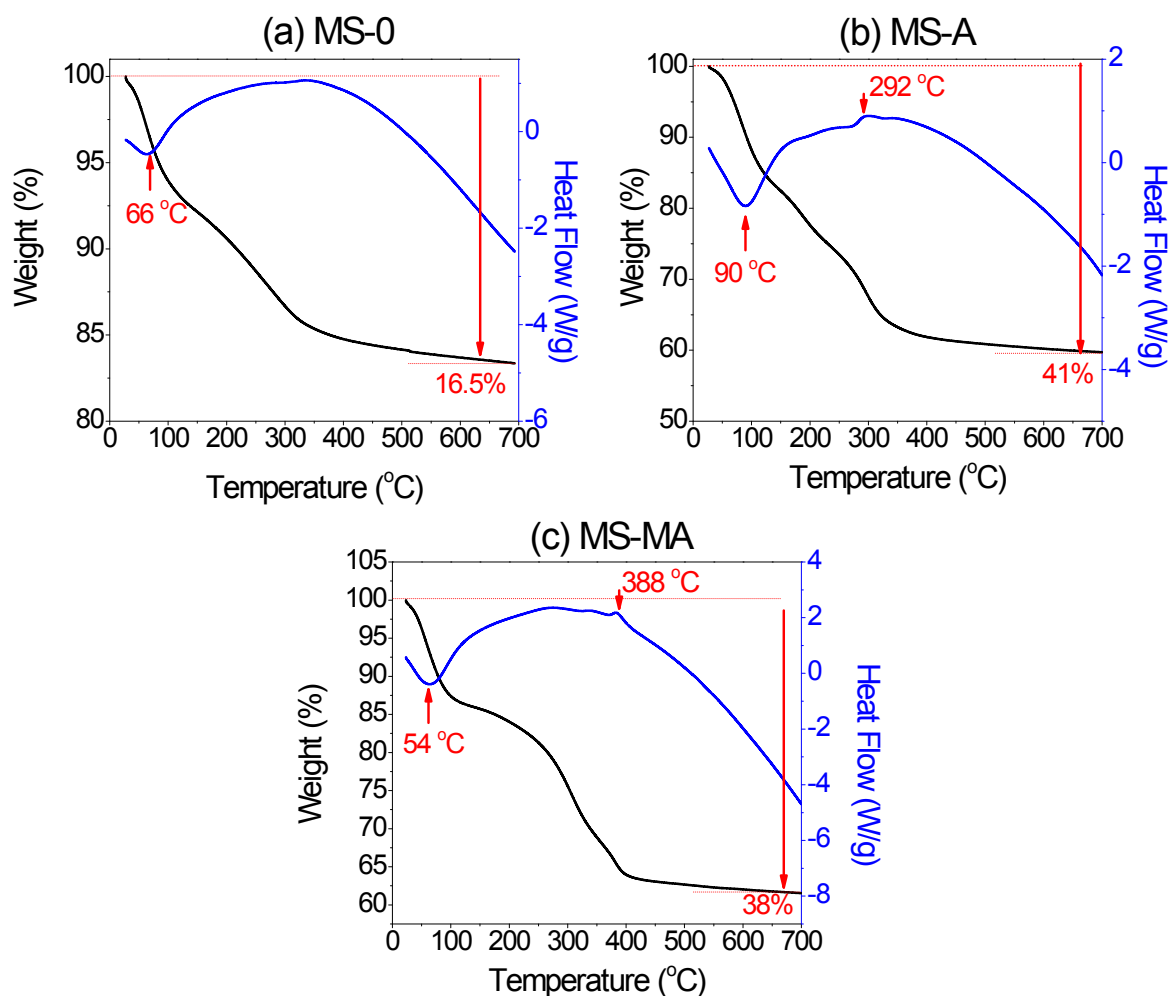 (a) MS-0
100
95
90
85
80
Weight (%)
0
-2
-4
-6
Heat Flow (W/g)
66 °C
16.5%
0 100 200 300 400 500 600 700
Temperature (°C)
(b) MS-A
100
90
80
70
60
50
Weight (%)
2
0
-2
-4
Heat Flow (W/g)
292 °C
90 °C
41%
0 100 200 300 400 500 600 700
Temperature (°C)
(c) MS-MA
105
100
95
90
85
80
75
70
65
60
Weight (%)
4
2
0
-2
-4
-6
-8
Heat Flow (W/g)
388 °C
54 °C
38%
0 100 200 300 400 500 600 700
Temperature (°C)